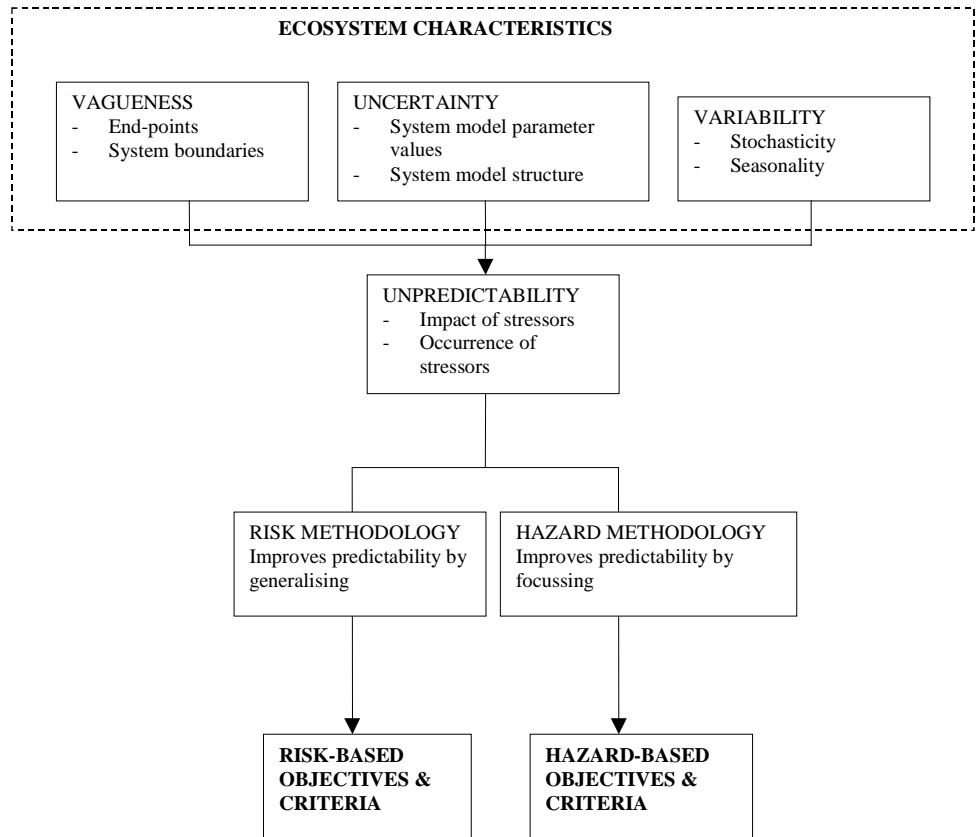 ECOSYSTEM CHARACTERISTICS
VAGUENESS
- End-points
- System boundaries
UNCERTAINTY
- System model parameter
values
- System model structure
VARIABILITY
- Stochasticity
- Seasonality
UNPREDICTABILITY
- Impact of stressors
- Occurrence of
stressors
RISK METHODOLOGY
Improves predictability by
generalising
HAZARD METHODOLOGY
Improves predictability by
focussing
RISK-BASED
OBJECTIVES &
CRITERIA
HAZARD-BASED
OBJECTIVES &
CRITERIA